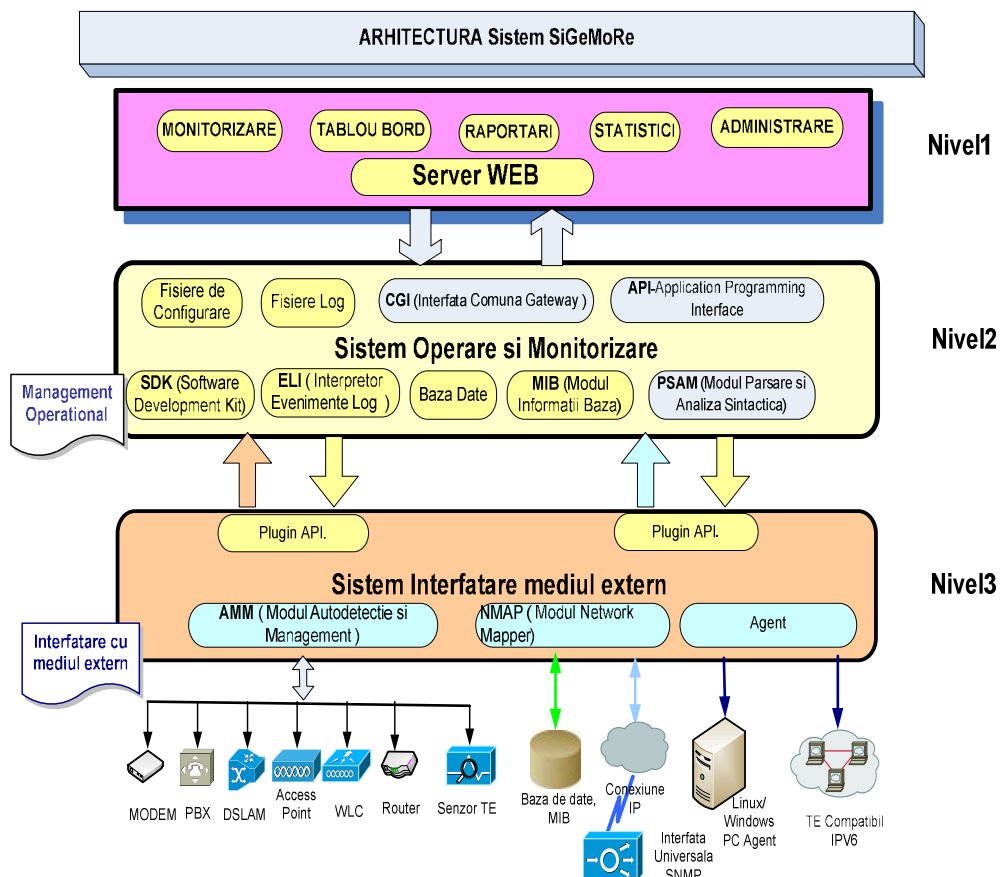 ARHITECTURA Sistem SiGeMoRe
MONITORIZARE
TABLOU BORD
RAPORTARI
STATISTICI
ADMINISTRARE
Server WEB
Nivel1
Fisiere de
Configurare
Fisiere Log
CGI (Interfata Comuna Gateway )
API-Application Programming
Interface
Sistem Operare si Monitorizare
Nivel2
Management
Operational
SDK (Software
Development Kit)
ELI ( Interpretor
Evenimente Log )
Baza Date
MIB (Modul
Informatii Baza)
PSAM (Modul Parsare si
Analiza Sintactica)
Plugin API.
Plugin API.
Sistem Interfatare mediul extern
Nivel3
AMM ( Modul Autodetectie si
Management )
NMAP ( Modul Network
Mapper)
Agent
Interfatare cu
mediul extern
MODEM
PBX
DSLAM
Access
Point
WLC
Router
Senzor TE
Baza de date,
MIB
Conexiune
IP
Interfata
Universala
SNMP
Linux/
Windows
PC Agent
TE Compatibil
IPV6